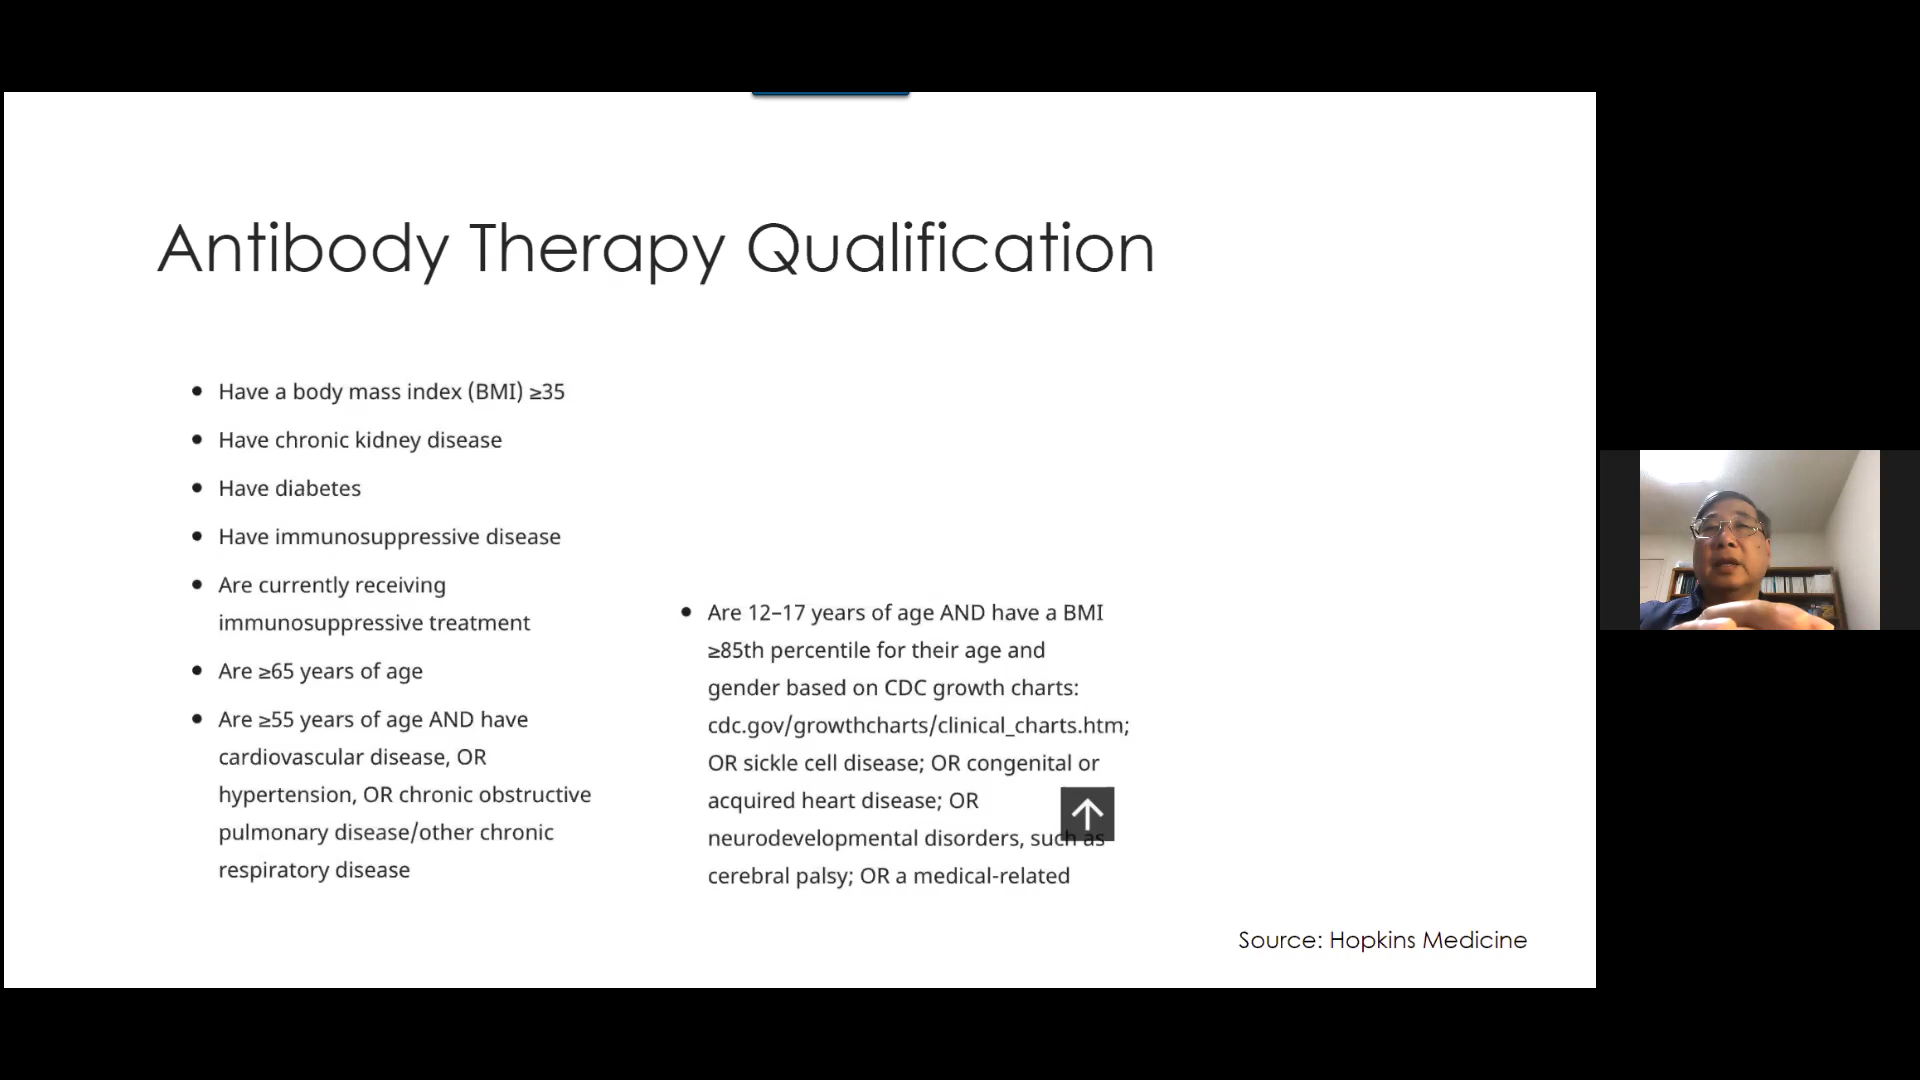 Antibody Therapy Qualification
• Have a body mass index (BMI) ≥35
• Have chronic kidney disease
• Have diabetes
• Have immunosuppressive disease
• Are currently receiving
immunosuppressive treatment
• Are ≥65 years of age
• Are ≥55 years of age AND have
cardiovascular disease, OR
hypertension, OR chronic obstructive
pulmonary disease/other chronic
respiratory disease
• Are 12–17 years of age AND have a BMI
≥85th percentile for their age and
gender based on CDC growth charts:
cdc.gov/growthcharts/clinical_charts.htm;
OR sickle cell disease; OR congenital or
acquired heart disease; OR
neurodevelopmental disorders, such as
cerebral palsy; OR a medical-related
Source: Hopkins Medicine